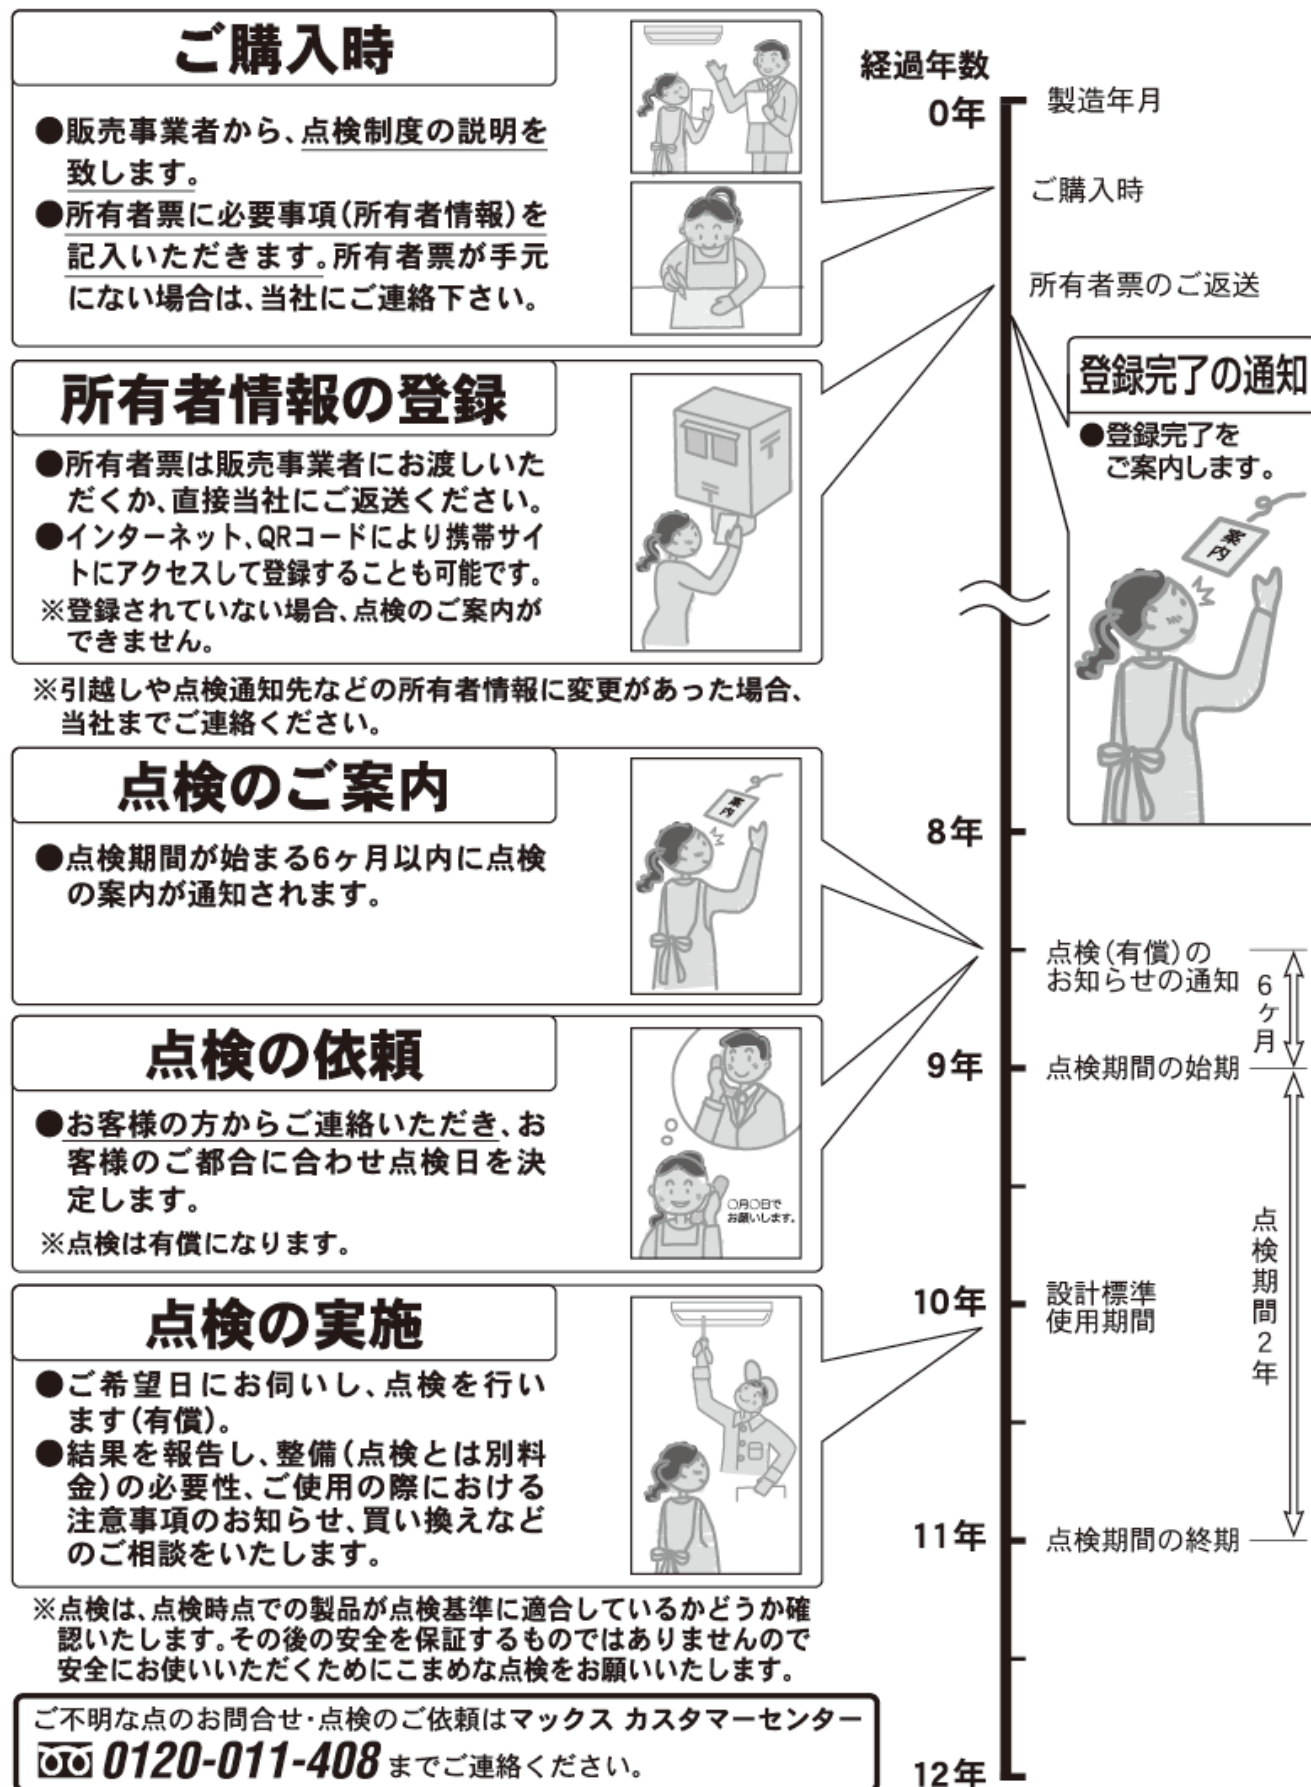 ご購入時
●販売事業者から、点検制度の説明を
致します。
●所有者票に必要事項(所有者情報)を
記入いただきます。所有者票が手元
にない場合は、当社にご連絡下さい。
所有者情報の登録
●所有者票は販売事業者にお渡しいた
だくか、直接当社にご返送ください。
●インターネット、QRコードにより携帯サイ
トにアクセスして登録することも可能です。
※登録されていない場合、点検のご案内が
できません。
※引越しや点検通知先などの所有者情報に変更があった場合、
当社までご連絡ください。
点検のご案内
●点検期間が始まる6ヶ月以内に点検
の案内が通知されます。
案内
点検の依頼
●お客様の方からご連絡いただき、お
客様のご都合に合わせ点検日を決
定します。
※点検は有償になります。
○月○日で
お願いします。
点検の実施
●ご希望日にお伺いし、点検を行い
ます(有償)。
●結果を報告し、整備(点検とは別料
金)の必要性、ご使用の際における
注意事項のお知らせ、買い換えなど
のご相談をいたします。
※点検は、点検時点での製品が点検基準に適合しているかどうか確
認いたします。その後の安全を保証するものではありませんので
安全にお使いいただくためにこまめな点検をお願いいたします。
ご不明な点のお問合せ・点検のご依頼はマックス カスタマーセンター
0120-011-408 までご連絡ください。
経過年数
0年 製造年月
ご購入時
所有者票のご返送
登録完了の通知
●登録完了を
ご案内します。
案内
8年
点検(有償)の
お知らせの通知
6ヶ月
9年 点検期間の始期
10年 設計標準
使用期間
点検期間2年
11年 点検期間の終期
12年